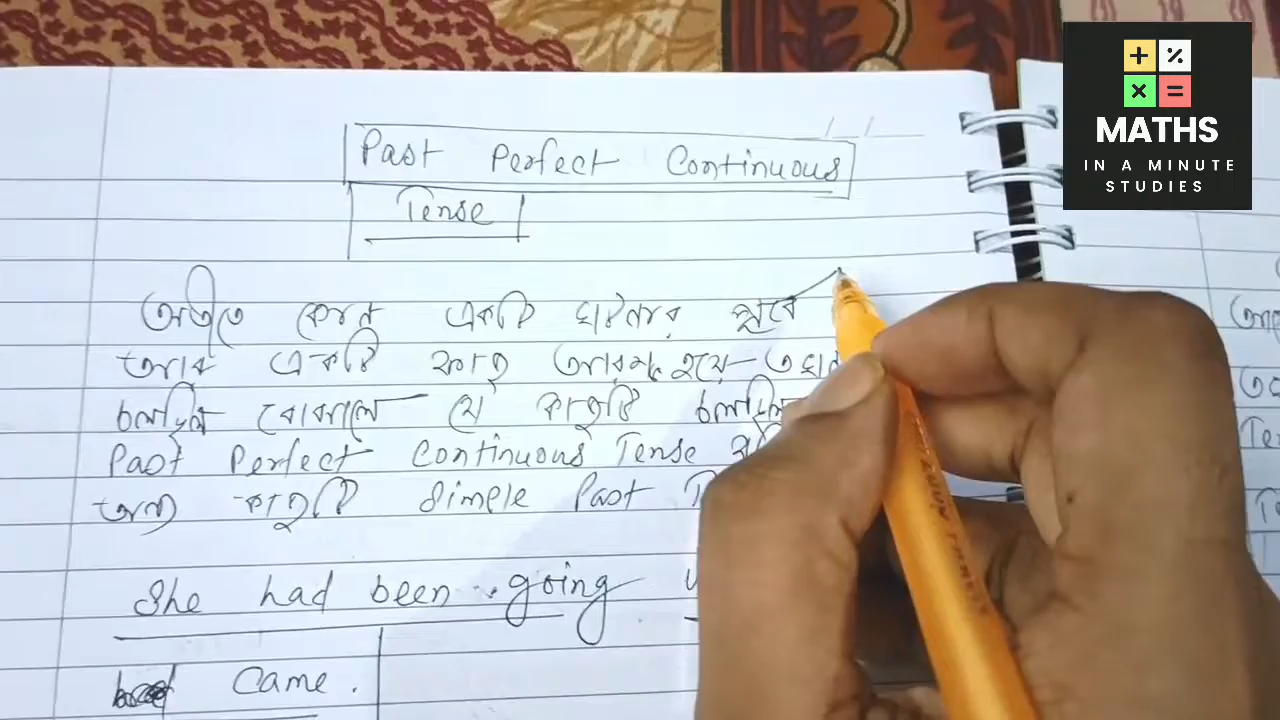 Past Perfect Continuous
Tense
অতীতে কোন একটি ঘটনার পূর্বে
আর একটি কাজ আরম্ভ হয়ে
চলছিল বোঝালে যে কাজটি চলছিল
Past Perfect Continuous Tense
অন্য কাজটি Simple Past
She had been going
came.
MATHS
IN A MINUTE
STUDIES